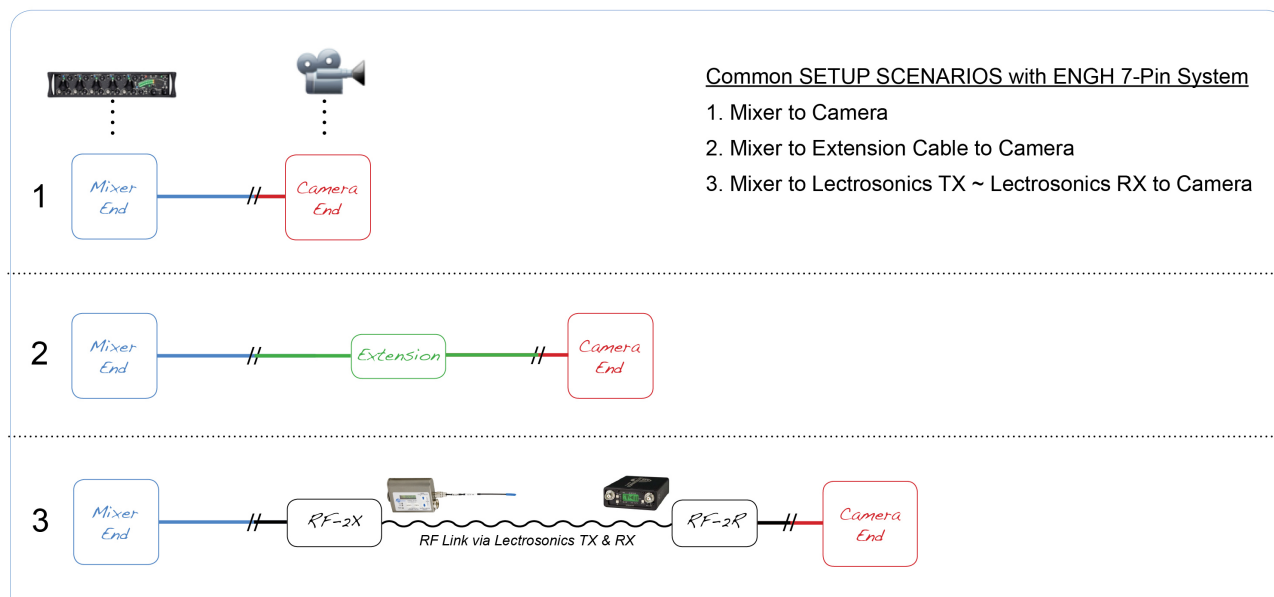 Common SETUP SCENARIOS with ENGH 7-Pin System
1. Mixer to Camera
2. Mixer to Extension Cable to Camera
3. Mixer to Lectrosonics TX ~ Lectrosonics RX to Camera
1
Mixer
End
Camera
End
2
Mixer
End
Extension
Camera
End
3
Mixer
End
RF-2X
RF Link via Lectrosonics TX & RX
RF-2R
Camera
End